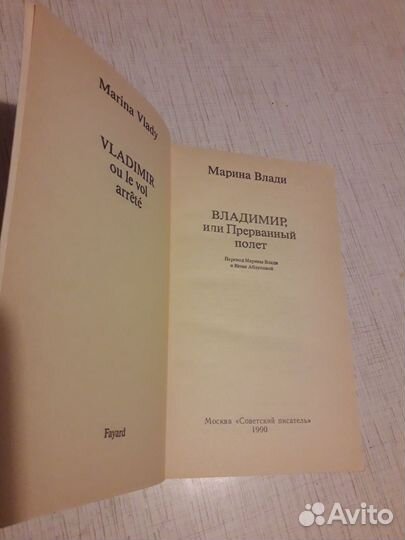 Marina Vlady
VLADIMIR
ou le vol
arrêté
Fayard
Марина Влади
ВЛАДИМИР,
или Прерванный
полет
Перевод Марины Влади
и Юлии Абдуловой
Москва «Советский писатель»
1990
Avito